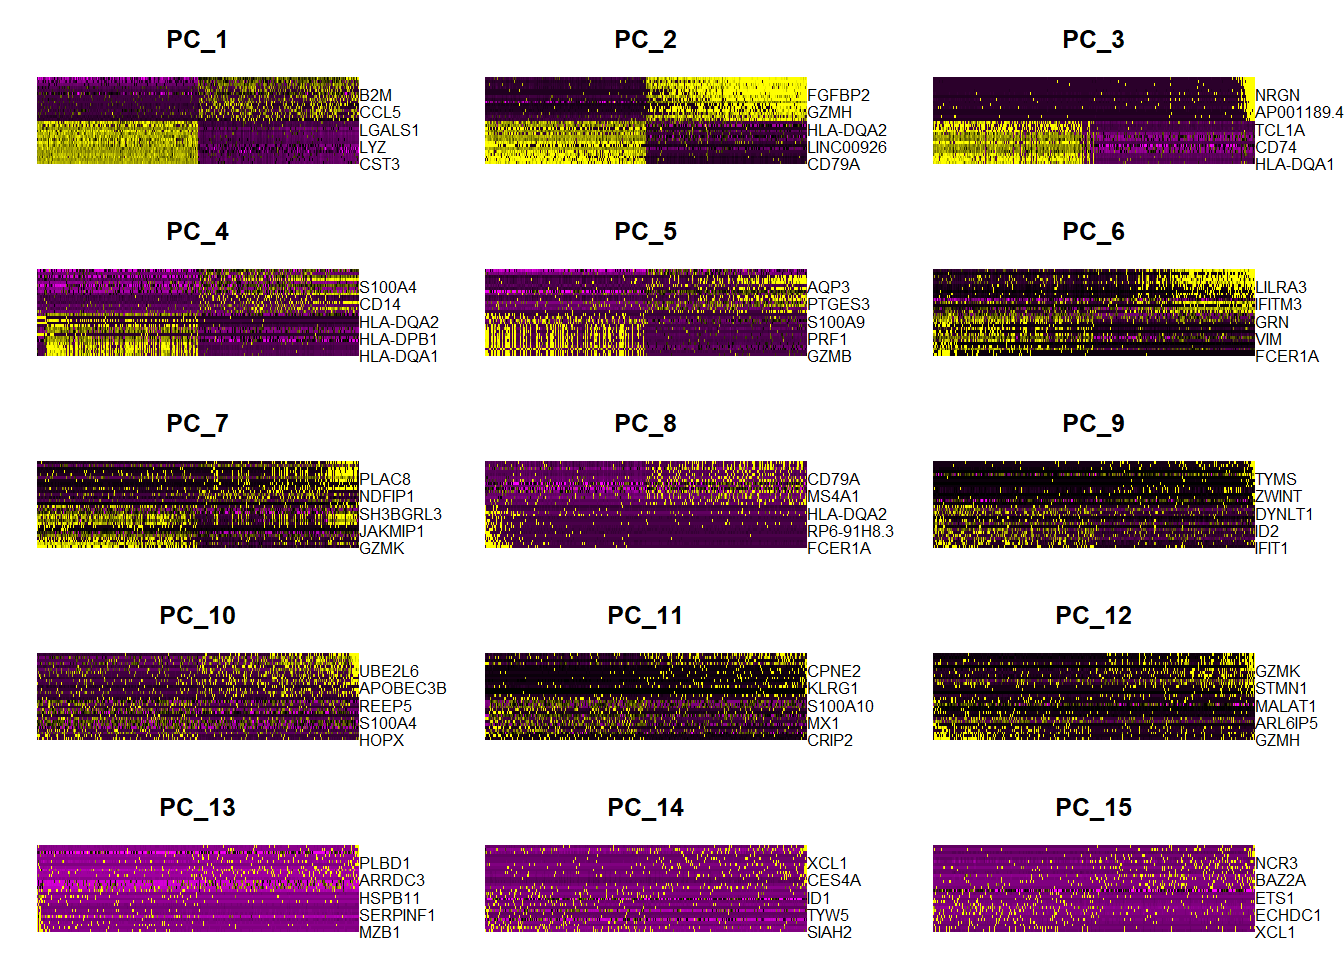 PC_1
B2M
CCL5
LGALS1
LYZ
CST3
PC_2
FGFBP2
GZMH
HLA-DQA2
LINC00926
CD79A
PC_3
NRGN
AP001189.4
TCL1A
CD74
HLA-DQA1
PC_4
S100A4
CD14
HLA-DQA2
HLA-DPB1
HLA-DQA1
PC_5
AQP3
PTGES3
S100A9
PRF1
GZMB
PC_6
LILRA3
IFITM3
GRN
VIM
FCER1A
PC_7
PLAC8
NDFIP1
SH3BGRL3
JAKMIP1
GZMK
PC_8
CD79A
MS4A1
HLA-DQA2
RP6-91H8.3
FCER1A
PC_9
TYMS
ZWINT
DYNLT1
ID2
IFIT1
PC_10
UBE2L6
APOBEC3B
REEP5
S100A4
HOPX
PC_11
CPNE2
KLRG1
S100A10
MX1
CRIP2
PC_12
GZMK
STMN1
MALAT1
ARL6IP5
GZMH
PC_13
PLBD1
ARRDC3
HSPB11
SERPINF1
MZB1
PC_14
XCL1
CES4A
ID1
TYW5
SIAH2
PC_15
NCR3
BAZ2A
ETS1
ECHDC1
XCL1